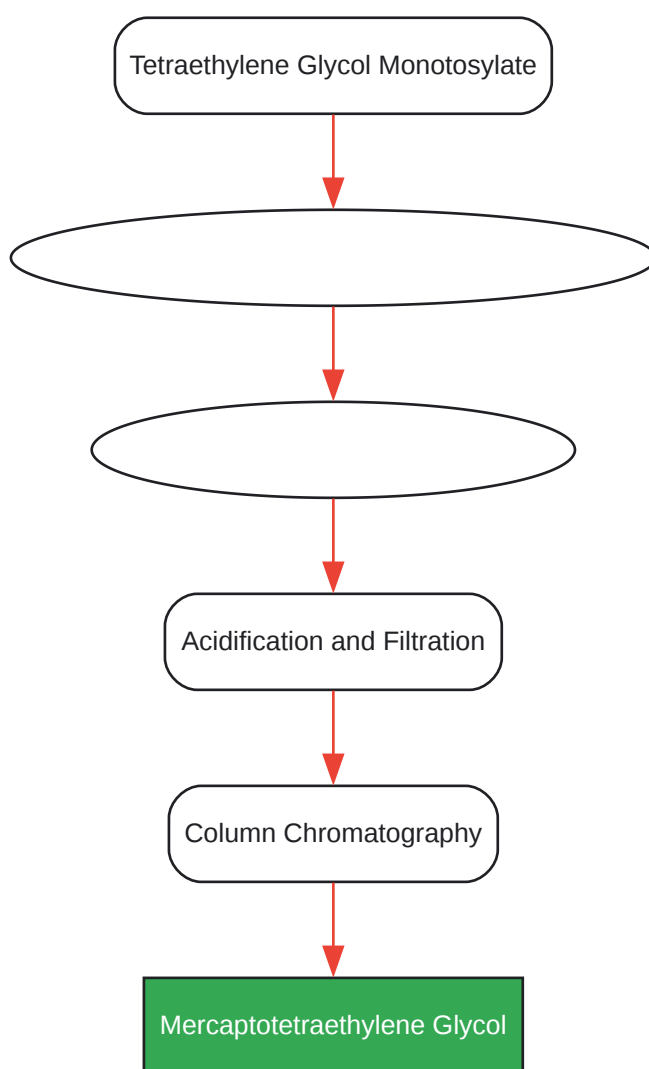 Tetraethylene Glycol Monotosylate
Acidification and Filtration
Column Chromatography
Mercaptotetraethylene Glycol